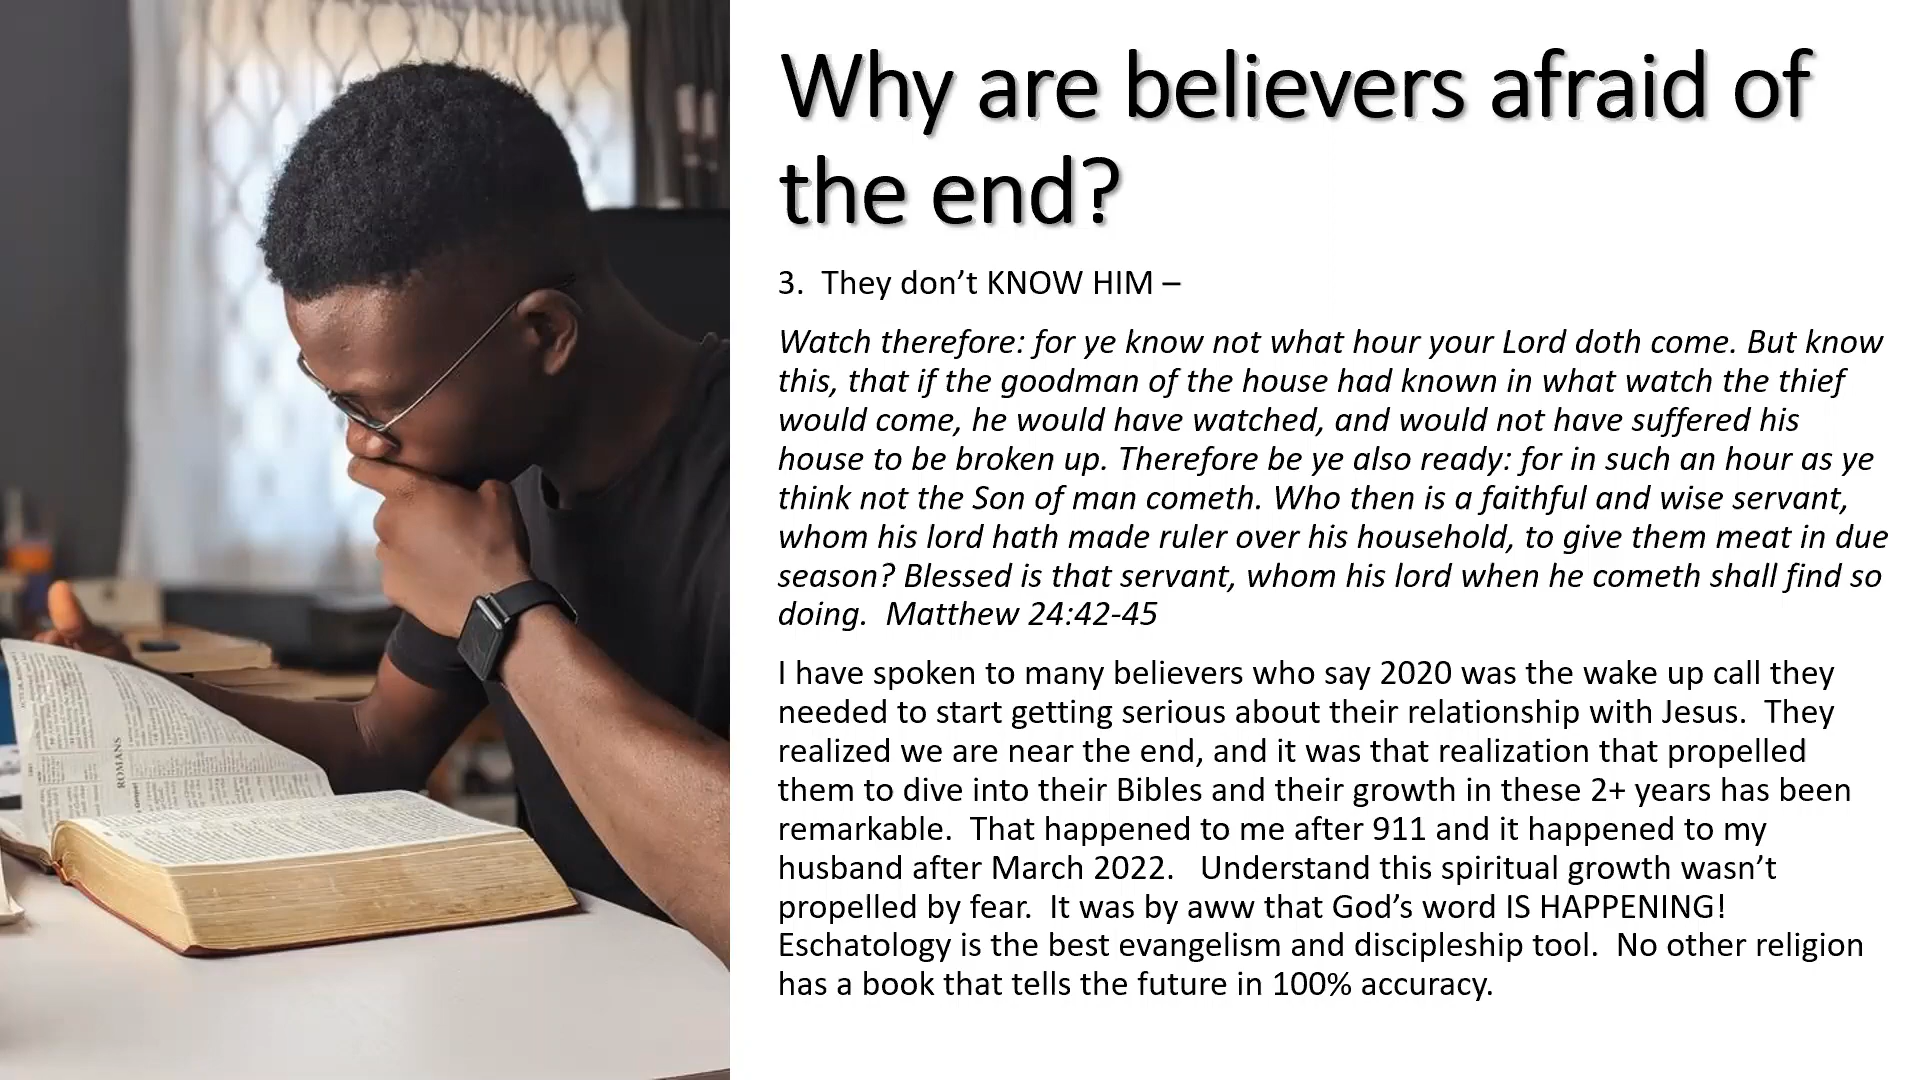 Why are believers afraid of
the end?
3.  They don’t KNOW HIM –
Watch therefore: for ye know not what hour your Lord doth come. But know
this, that if the goodman of the house had known in what watch the thief
would come, he would have watched, and would not have suffered his
house to be broken up. Therefore be ye also ready: for in such an hour as ye
think not the Son of man cometh. Who then is a faithful and wise servant,
whom his lord hath made ruler over his household, to give them meat in due
season? Blessed is that servant, whom his lord when he cometh shall find so
doing.  Matthew 24:42-45
I have spoken to many believers who say 2020 was the wake up call they
needed to start getting serious about their relationship with Jesus.  They
realized we are near the end, and it was that realization that propelled
them to dive into their Bibles and their growth in these 2+ years has been
remarkable.  That happened to me after 911 and it happened to my
husband after March 2022.   Understand this spiritual growth wasn’t
propelled by fear.  It was by aww that God’s word IS HAPPENING!
Eschatology is the best evangelism and discipleship tool.  No other religion
has a book that tells the future in 100% accuracy.
ROMANS